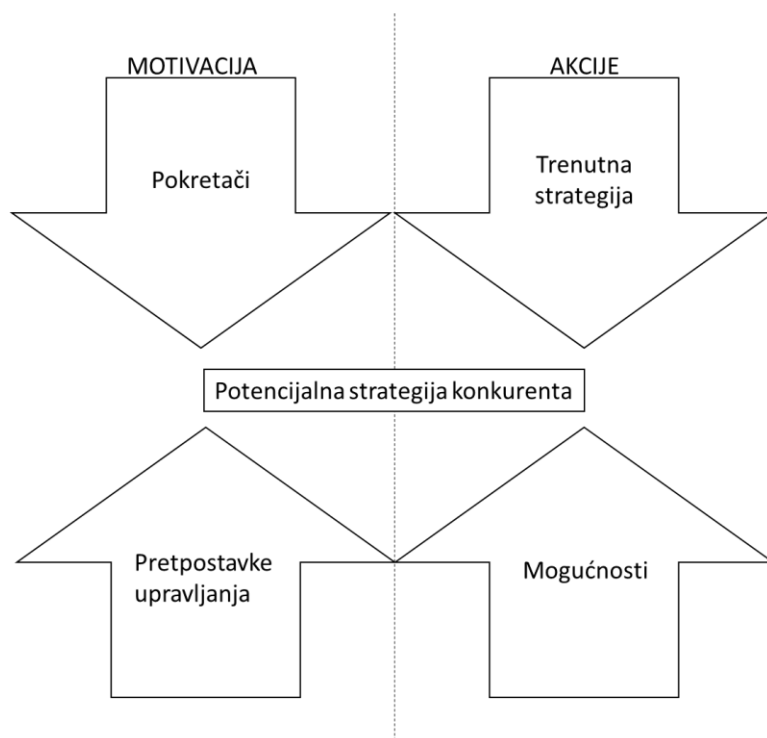 MOTIVACIJA
AKCIJE
Pokretači
Trenutna
strategija
Potencijalna strategija konkurenta
Pretpostavke
upravljanja
Mogućnosti